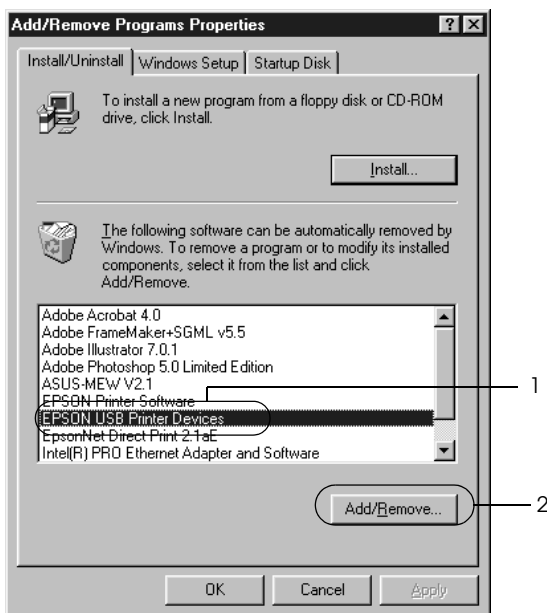 Add/Remove Programs Properties
Install/Uninstall Windows Setup Startup Disk
To install a new program from a floppy disk or CD-ROM
drive, click Install.
Install...
The following software can be automatically removed by
Windows. To remove a program or to modify its installed
components, select it from the list and click
Add/Remove.
Adobe Acrobat 4.0
Adobe FrameMaker+SGML v5.5
Adobe Illustrator 7.0.1
Adobe Photoshop 5.0 Limited Edition
ASUS-MEW V2.1
EPSON Printer Software
1
EPSON USB Printer Devices
EpsonNet Direct Print 2.1aE
Intel(R) PRO Ethernet Adapter and Software
Add/Remove...
2
OK Cancel Apply